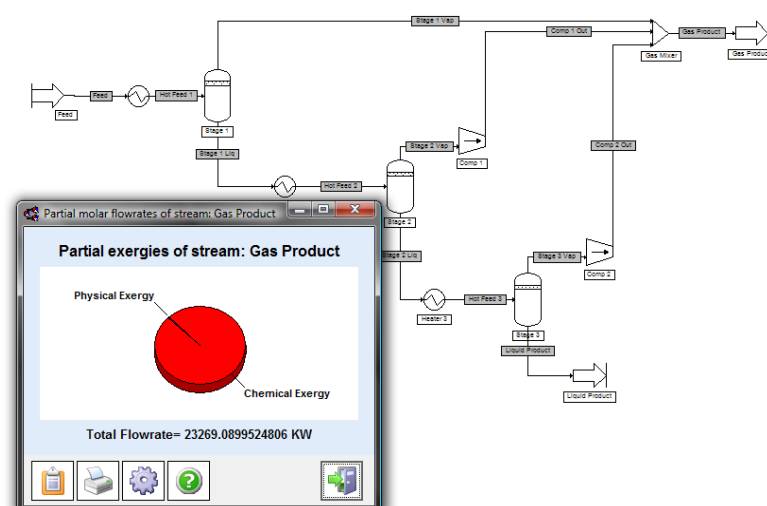 Stage 1 Vap
Comp 1 Out
Gas Product
Gas Mixer
Gas Product
Feed
Hot Feed 1
Feed
Stage 1
Stage 1 Liq
Stage 2 Vap
Comp 1
Comp 2 Out
Hot Feed 2
Stage 2
Stage 2 Liq
Stage 3 Vap
Comp 2
Hot Feed 3
Heater 3
Stage 3
Liquid Product
Liquid Product
Partial molar flowrates of stream: Gas Product
Partial exergies of stream: Gas Product
Physical Exergy
Chemical Exergy
Total Flowrate= 23269.0899524806 KW